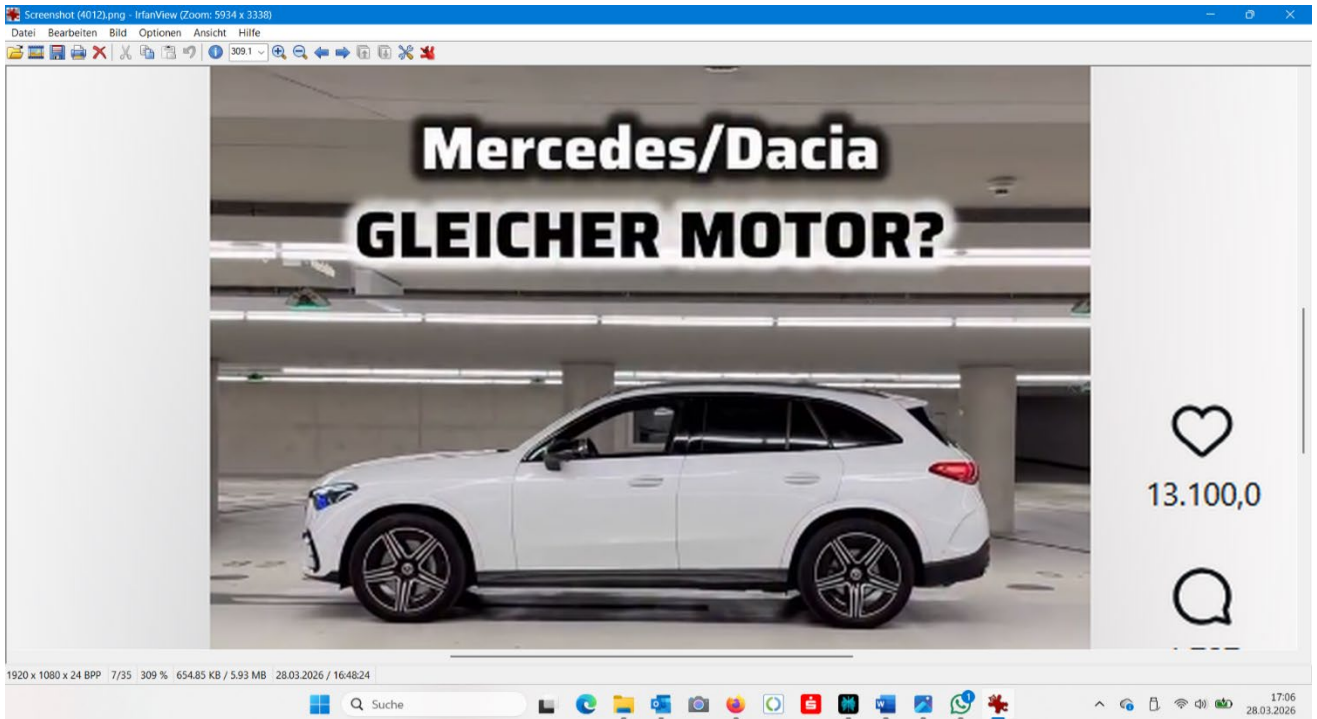 Screenshot (4012).png - IrfanView (Zoom: 5934 x 3338)
Datei Bearbeiten Bild Optionen Ansicht Hilfe
309.1
Mercedes/Dacia
GLEICHER MOTOR?
13.100,0
1920 x 1080 x 24 BPP 7/35 309 % 654.85 KB / 5.93 MB 28.03.2026 / 16:48:24
Suche
1
17:06
28.03.2026